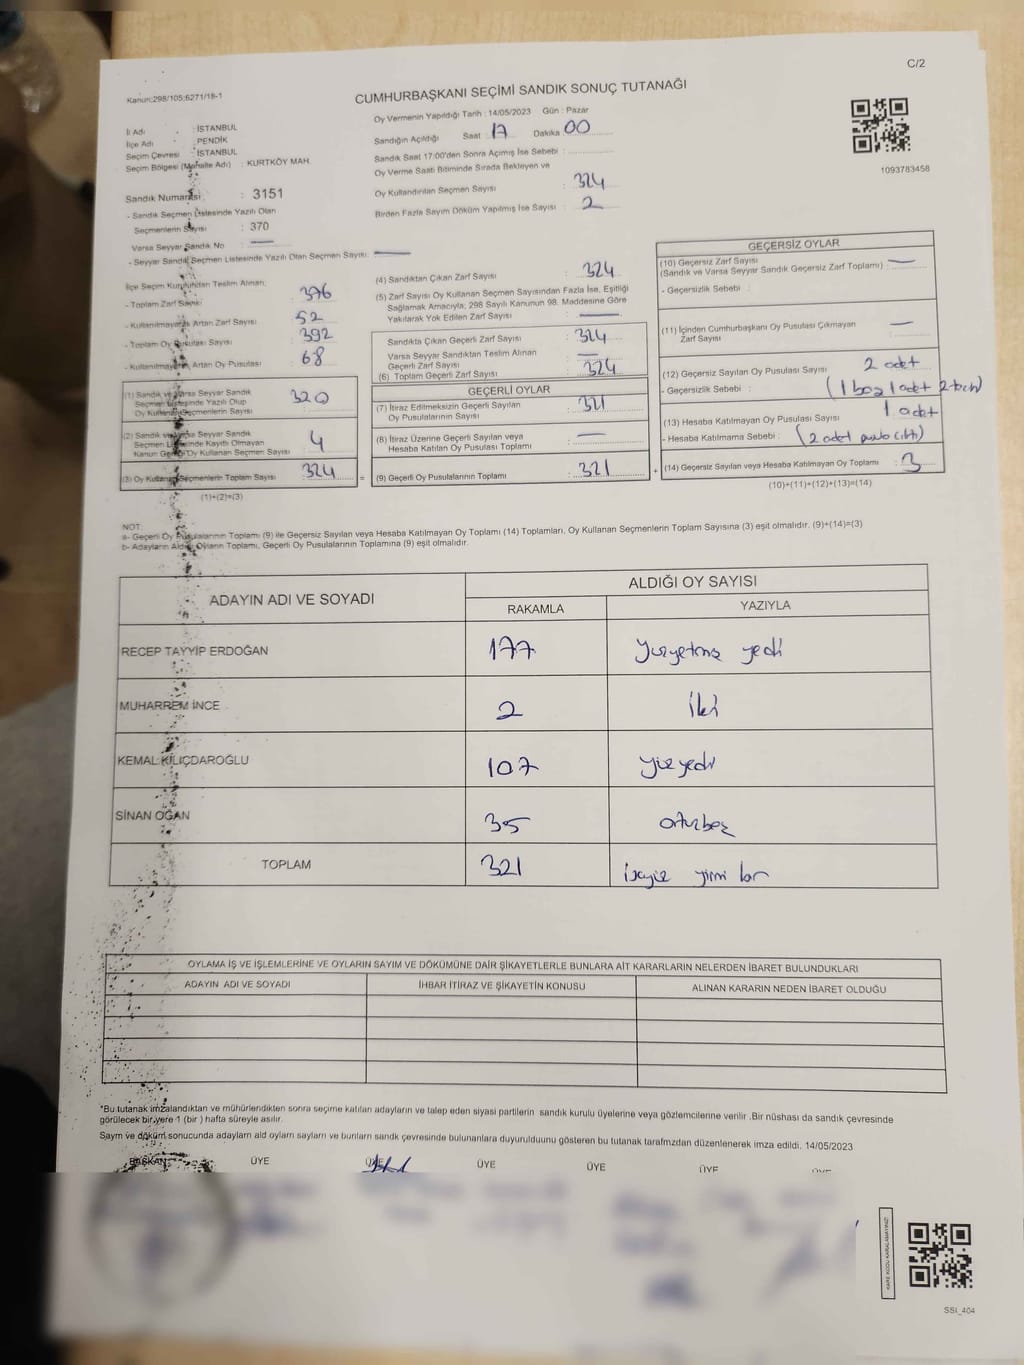 C/2
Kanun:298/105;6271/18-1
CUMHURBAŞKANI SEÇİMİ SANDIK SONUÇ TUTANAĞI
İl Adı : İSTANBUL
İlçe Adı : PENDİK
Seçim Çevresi : İSTANBUL
Seçim Bölgesi (Mahalle Adı) : KURTKÖY MAH.
Sandık Numarası : 3151
- Sandık Seçmen Listesinde Yazılı Olan
Seçmenlerin Sayısı : 370
Varsa Seyyar Sandık No : —
- Seyyar Sandık Seçmen Listesinde Yazılı Olan Seçmen Sayısı: —
Oy Vermenin Yapıldığı Tarih : 14/05/2023 Gün : Pazar
Sandığın Açıldığı Saat : 17 Dakika 00
Sandık Saat 17:00'den Sonra Açılmış İse Sebebi :
Oy Verme Saati Bitiminde Sırada Bekleyen ve
Oy Kullandırılan Seçmen Sayısı : 324
Birden Fazla Sayım Döküm Yapılmış İse Sayısı : 2
1093783458
İlçe Seçim Kurulundan Teslim Alınan;
- Toplam Zarf Sayısı : 376
- Kullanılmayarak Artan Zarf Sayısı : 52
- Toplam Oy Pusulası Sayısı : 392
- Kullanılmayarak Artan Oy Pusulası : 68
(1) Sandık ve Varsa Seyyar Sandık
Seçmen Listesinde Yazılı Olup
Oy Kullanan Seçmenlerin Sayısı : 320
(2) Sandık ve Varsa Seyyar Sandık
Seçmen Listesinde Kayıtlı Olmayan
Kanun Gereği Oy Kullanan Seçmen Sayısı : 4
(3) Oy Kullanan Seçmenlerin Toplam Sayısı : 324
(1)+(2)=(3)
(4) Sandıktan Çıkan Zarf Sayısı : 324
(5) Zarf Sayısı Oy Kullanan Seçmen Sayısından Fazla İse, Eşitliği
Sağlamak Amacıyla; 298 Sayılı Kanunun 98. Maddesine Göre
Yakılarak Yok Edilen Zarf Sayısı : —
Sandıkta Çıkan Geçerli Zarf Sayısı : 324
Varsa Seyyar Sandıktan Teslim Alınan
Geçerli Zarf Sayısı : —
(6) Toplam Geçerli Zarf Sayısı : 324
GEÇERLİ OYLAR
(7) İtiraz Edilmeksizin Geçerli Sayılan
Oy Pusulalarının Sayısı : 321
(8) İtiraz Üzerine Geçerli Sayılan veya
Hesaba Katılan Oy Pusulası Sayısı : —
= (9) Geçerli Oy Pusulalarının Toplamı : 321 +
GEÇERSİZ OYLAR
(10) Geçersiz Zarf Sayısı
(Sandık ve Varsa Seyyar Sandık Geçersiz Zarf Toplamı) : —
- Geçersizlik Sebebi :
(11) İçinden Cumhurbaşkanı Oy Pusulası Çıkmayan
Zarf Sayısı : —
(12) Geçersiz Sayılan Oy Pusulası Sayısı : 2 adet
- Geçersizlik Sebebi : (1 boş 1 adet 2 tercih)
(13) Hesaba Katılmayan Oy Pusulası Sayısı : 1 adet
- Hesaba Katılmama Sebebi : (2 adet pusula çıktı)
(14) Geçersiz Sayılan veya Hesaba Katılmayan Oy Toplamı : 3
(10)+(11)+(12)+(13)=(14)
NOT:
a- Geçerli Oy Pusulalarının Toplamı (9) ile Geçersiz Sayılan veya Hesaba Katılmayan Oy Toplamı (14) Toplamları, Oy Kullanan Seçmenlerin Toplam Sayısına (3) eşit olmalıdır. (9)+(14)=(3)
b- Adayların Aldığı Oyların Toplamı, Geçerli Oy Pusulalarının Toplamına (9) eşit olmalıdır.
ADAYIN ADI VE SOYADI ALDIĞI OY SAYISI
RAKAMLA YAZIYLA
RECEP TAYYİP ERDOĞAN 177 yüzyetmiş yedi
MUHARREM İNCE 2 iki
KEMAL KILIÇDAROĞLU 107 yüzyedi
SİNAN OĞAN 35 otuzbeş
TOPLAM 321 üçyüz yirmi bir
OYLAMA İŞ VE İŞLEMLERİNE VE OYLARIN SAYIM VE DÖKÜMÜNE DAİR ŞİKAYETLERLE BUNLARA AİT KARARLARIN NELERDEN İBARET BULUNDUKLARI
ADAYIN ADI VE SOYADI İHBAR İTİRAZ VE ŞİKAYETİN KONUSU ALINAN KARARIN NEDEN İBARET OLDUĞU
*Bu tutanak imzalandıktan ve mühürlendikten sonra seçime katılan adayların ve talep eden siyasi partilerin sandık kurulu üyelerine veya gözlemcilerine verilir .Bir nüshası da sandık çevresinde
görülecek bir yere 1 (bir ) hafta süreyle asılır.
Sayım ve döküm sonucunda adayların ald oyların sayıları ve bunların sandk çevresinde bulunanlara duyurulduunu gösteren bu tutanak tarafmzdan düzenlenerek imza edildi. 14/05/2023
BAŞKAN ÜYE ÜYE ÜYE ÜYE ÜYE
KARE KODU KARALAMAYINIZ!
SSI_404